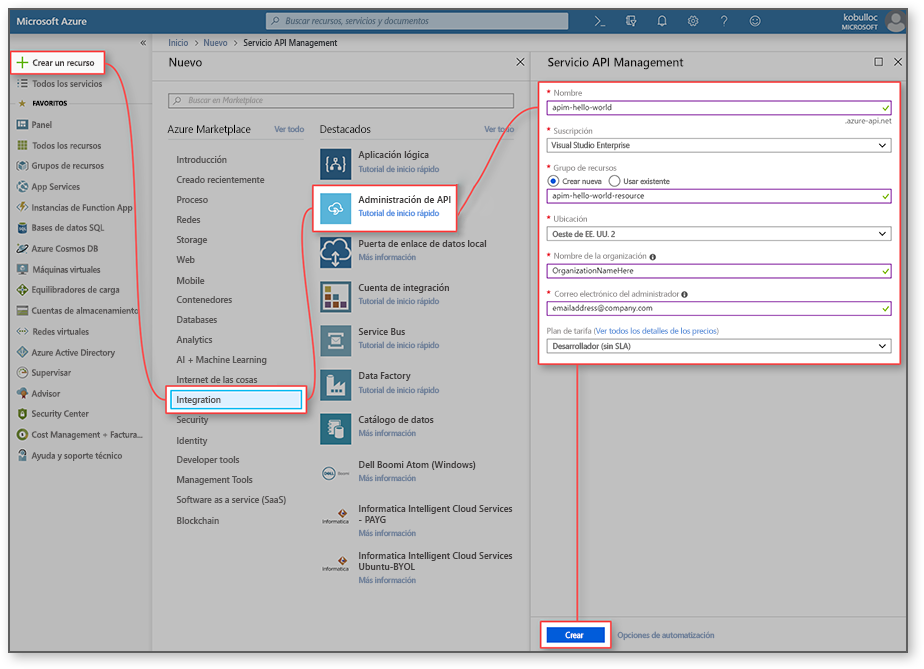 Microsoft Azure
Buscar recursos, servicios y documentos
kobulloc
MICROSOFT
Inicio > Nuevo > Servicio API Management
Crear un recurso
Todos los servicios
FAVORITOS
Panel
Todos los recursos
Grupos de recursos
App Services
Instancias de Function App
Bases de datos SQL
Azure Cosmos DB
Máquinas virtuales
Equilibradores de carga
Cuentas de almacenamiento
Redes virtuales
Azure Active Directory
Supervisar
Advisor
Security Center
Cost Management + Factura...
Ayuda y soporte técnico
Nuevo
Buscar en Marketplace
Azure Marketplace
Ver todo
Introducción
Creado recientemente
Proceso
Redes
Storage
Web
Mobile
Contenedores
Databases
Analytics
AI + Machine Learning
Internet de las cosas
Integration
Security
Identity
Developer tools
Management Tools
Software as a service (SaaS)
Blockchain
Destacados
Ver todo
Aplicación lógica
Tutorial de inicio rápido
Administración de API
Tutorial de inicio rápido
Puerta de enlace de datos local
Más información
Cuenta de integración
Tutorial de inicio rápido
Service Bus
Tutorial de inicio rápido
Data Factory
Tutorial de inicio rápido
Catálogo de datos
Más información
DELL Boomi
Dell Boomi Atom (Windows)
Más información
Informatica
Informatica Intelligent Cloud Services
- PAYG
Más información
Informatica
Informatica Intelligent Cloud Services
Ubuntu-BYOL
Más información
Servicio API Management
* Nombre
apim-hello-world
.azure-api.net
* Suscripción
Visual Studio Enterprise
* Grupo de recursos
Crear nueva Usar existente
apim-hello-world-resource
* Ubicación
Oeste de EE. UU. 2
* Nombre de la organización
OrganizationNameHere
* Correo electrónico del administrador
emailaddress@company.com
Plan de tarifa (Ver todos los detalles de los precios)
Desarrollador (sin SLA)
Crear
Opciones de automatización